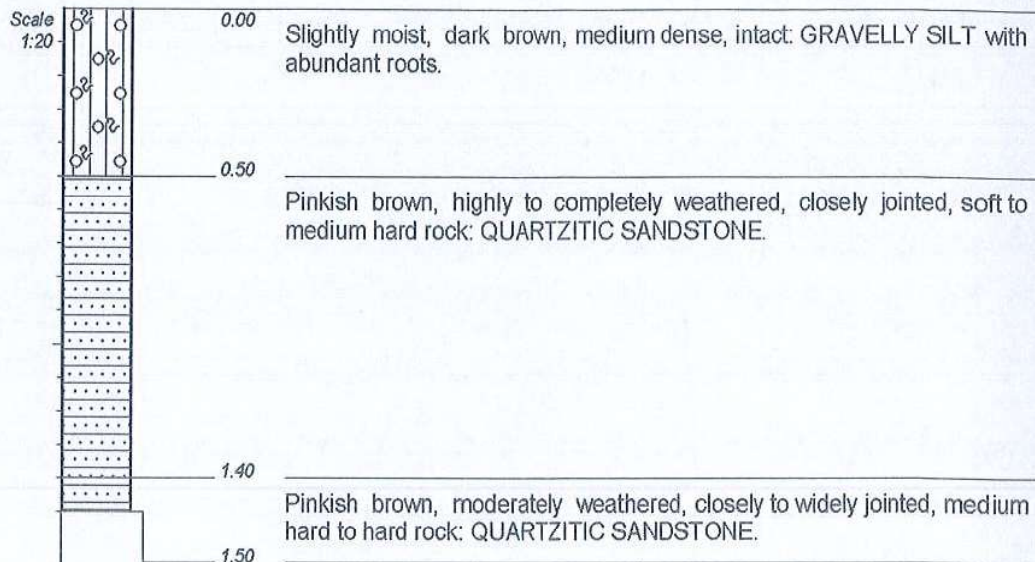 Scale
1:20
0.00
Slightly moist, dark brown, medium dense, intact: GRAVELLY SILT with
abundant roots.
0.50
Pinkish brown, highly to completely weathered, closely jointed, soft to
medium hard rock: QUARTZITIC SANDSTONE.
1.40
Pinkish brown, moderately weathered, closely to widely jointed, medium
hard to hard rock: QUARTZITIC SANDSTONE.
1.50